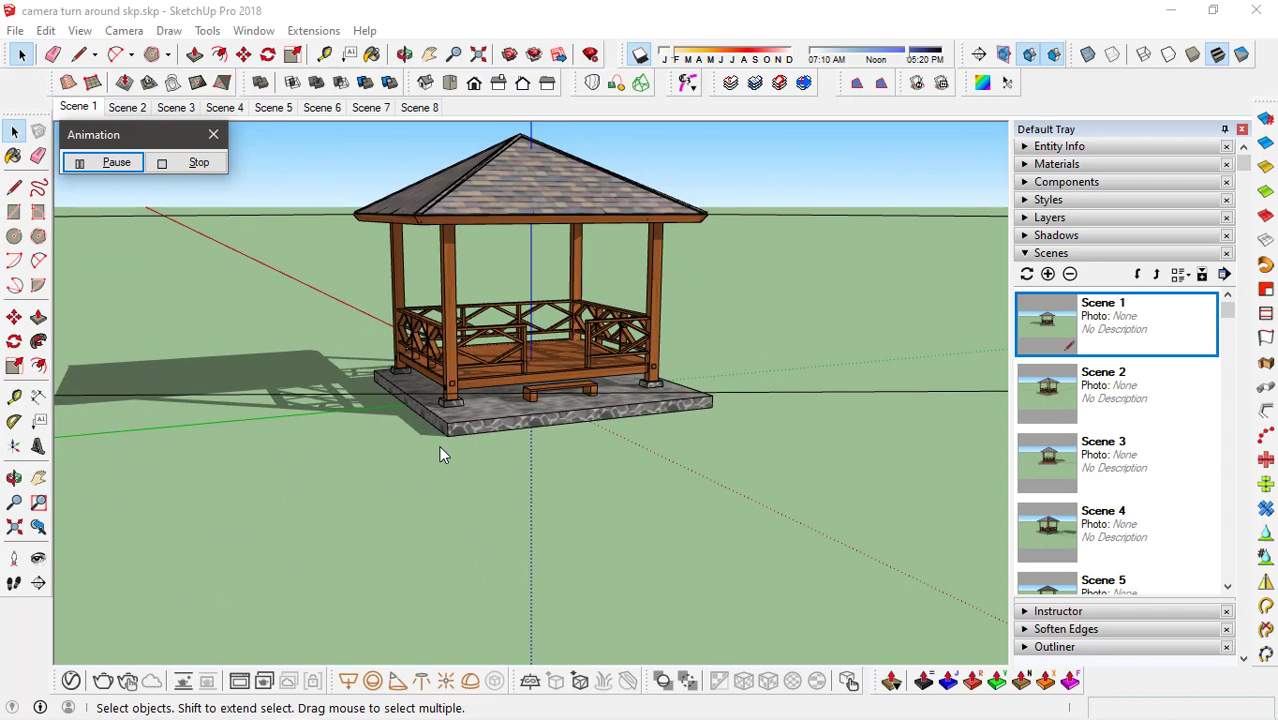 camera turn around skp.skp - SketchUp Pro 2018
File Edit View Camera Draw Tools Window Extensions Help
J F M A M J J A S O N D 07:10 AM Noon 05:20 PM
Scene 1 Scene 2 Scene 3 Scene 4 Scene 5 Scene 6 Scene 7 Scene 8
Animation
Pause Stop
Default Tray
Entity Info
Materials
Components
Styles
Layers
Shadows
Scenes
Scene 1
Photo: None
No Description
Scene 2
Photo: None
No Description
Scene 3
Photo: None
No Description
Scene 4
Photo: None
No Description
Scene 5
Photo: None
Instructor
Soften Edges
Outliner
Select objects. Shift to extend select. Drag mouse to select multiple.